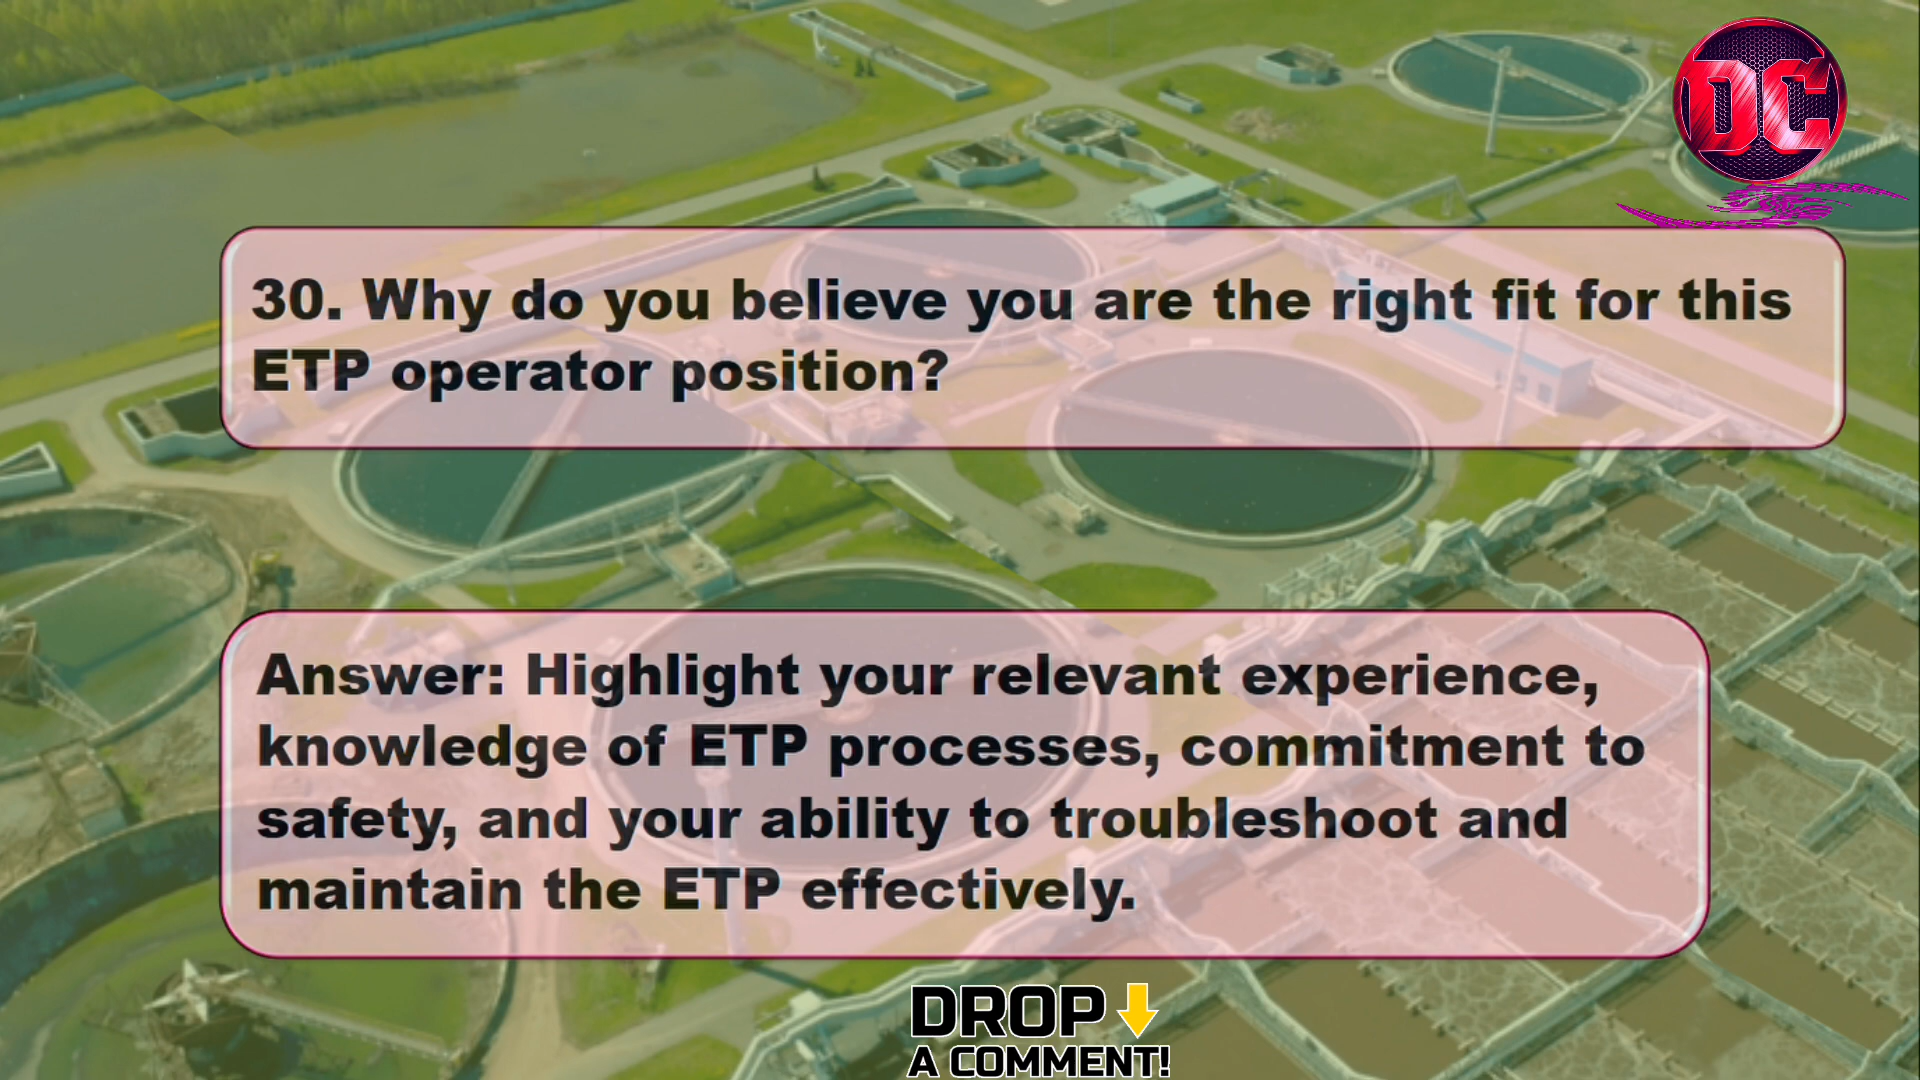 DC
30. Why do you believe you are the right fit for this
ETP operator position?
Answer: Highlight your relevant experience,
knowledge of ETP processes, commitment to
safety, and your ability to troubleshoot and
maintain the ETP effectively.
DROP
A COMMENT!